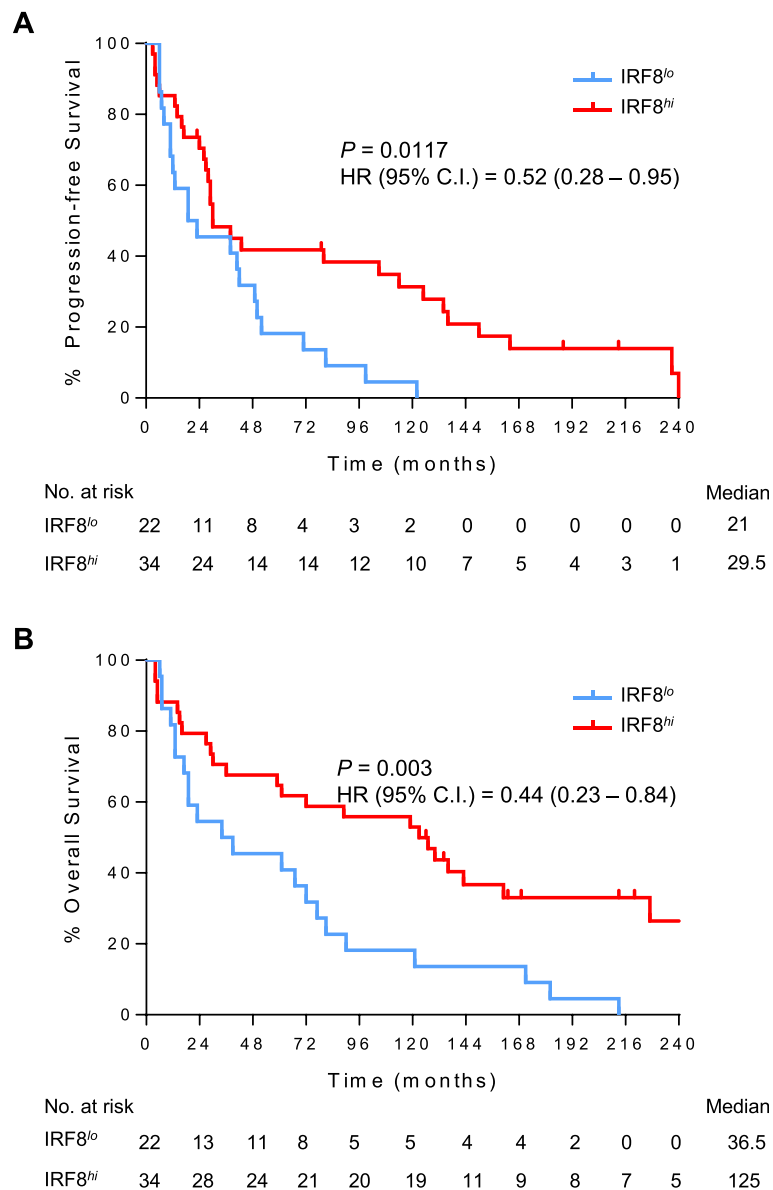 A
100
80
60
40
20
0
% Progression-free Survival
IRF8lo
IRF8hi
P = 0.0117
HR (95% C.I.) = 0.52 (0.28 – 0.95)
0 24 48 72 96 120 144 168 192 216 240
Time (months)
No. at risk Median
IRF8lo 22 11 8 4 3 2 0 0 0 0 0 21
IRF8hi 34 24 14 14 12 10 7 5 4 3 1 29.5
B
100
80
60
40
20
0
% Overall Survival
IRF8lo
IRF8hi
P = 0.003
HR (95% C.I.) = 0.44 (0.23 – 0.84)
0 24 48 72 96 120 144 168 192 216 240
Time (months)
No. at risk Median
IRF8lo 22 13 11 8 5 5 4 4 2 0 0 36.5
IRF8hi 34 28 24 21 20 19 11 9 8 7 5 125